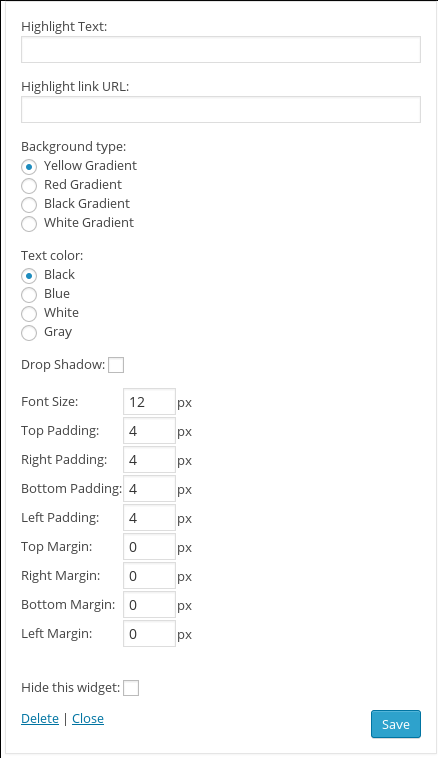 Highlight Text:
Highlight link URL:
Background type:
Yellow Gradient
Red Gradient
Black Gradient
White Gradient
Text color:
Black
Blue
White
Gray
Drop Shadow:
Font Size: 12 px
Top Padding: 4 px
Right Padding: 4 px
Bottom Padding: 4 px
Left Padding: 4 px
Top Margin: 0 px
Right Margin: 0 px
Bottom Margin: 0 px
Left Margin: 0 px
Hide this widget:
Delete | Close Save